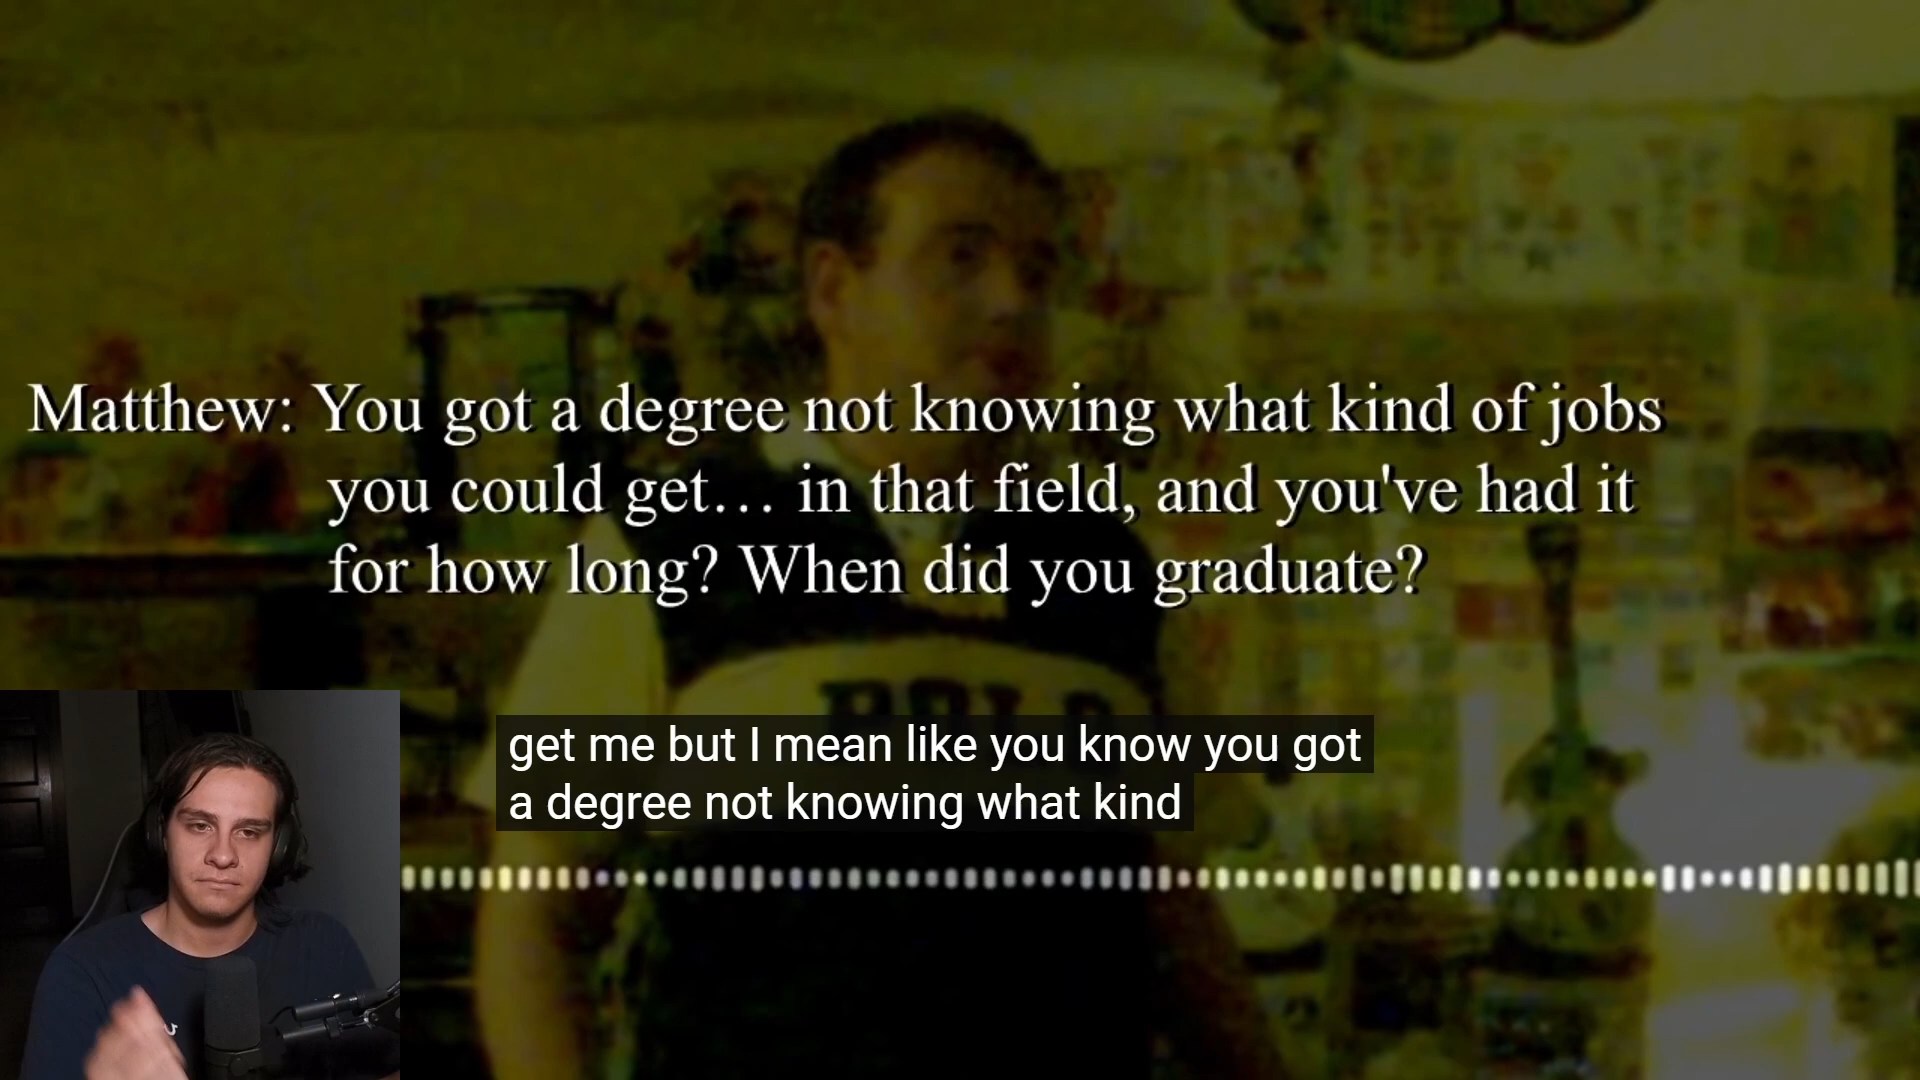 Matthew: You got a degree not knowing what kind of jobs
you could get… in that field, and you've had it
for how long? When did you graduate?
get me but I mean like you know you got
a degree not knowing what kind